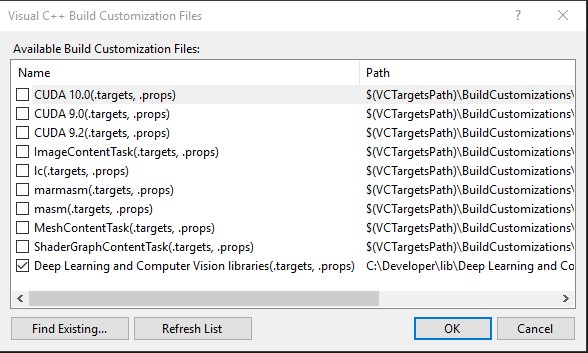 Visual C++ Build Customization Files
Available Build Customization Files:
Name Path
CUDA 10.0(.targets, .props) $(VCTargetsPath)\BuildCustomizations\
CUDA 9.0(.targets, .props) $(VCTargetsPath)\BuildCustomizations\
CUDA 9.2(.targets, .props) $(VCTargetsPath)\BuildCustomizations\
ImageContentTask(.targets, .props) $(VCTargetsPath)\BuildCustomizations\
lc(.targets, .props) $(VCTargetsPath)\BuildCustomizations\
marmasm(.targets, .props) $(VCTargetsPath)\BuildCustomizations\
masm(.targets, .props) $(VCTargetsPath)\BuildCustomizations\
MeshContentTask(.targets, .props) $(VCTargetsPath)\BuildCustomizations\
ShaderGraphContentTask(.targets, .props) $(VCTargetsPath)\BuildCustomizations\
Deep Learning and Computer Vision libraries(.targets, .props) C:\Developer\lib\Deep Learning and Co
Find Existing... Refresh List OK Cancel